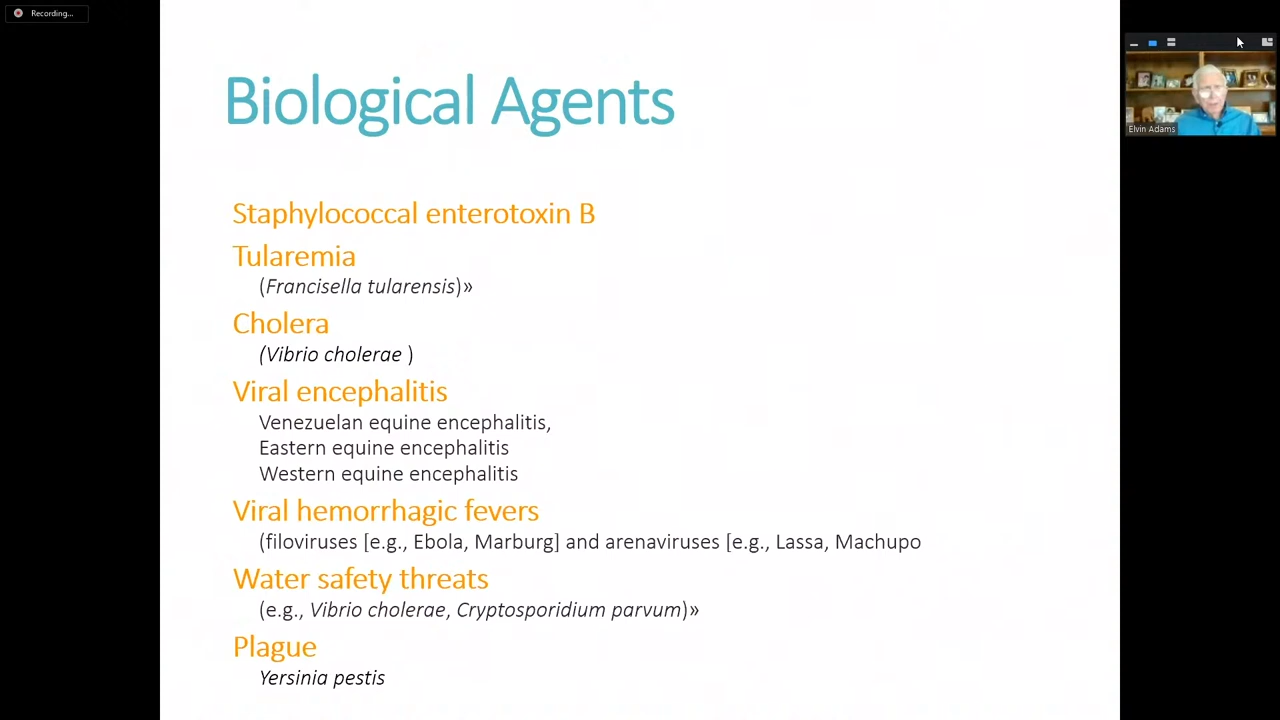 Recording...
Biological Agents
Elvin Adams
Staphylococcal enterotoxin B
Tularemia
(Francisella tularensis)»
Cholera
(Vibrio cholerae )
Viral encephalitis
Venezuelan equine encephalitis,
Eastern equine encephalitis
Western equine encephalitis
Viral hemorrhagic fevers
(filoviruses [e.g., Ebola, Marburg] and arenaviruses [e.g., Lassa, Machupo
Water safety threats
(e.g., Vibrio cholerae, Cryptosporidium parvum)»
Plague
Yersinia pestis